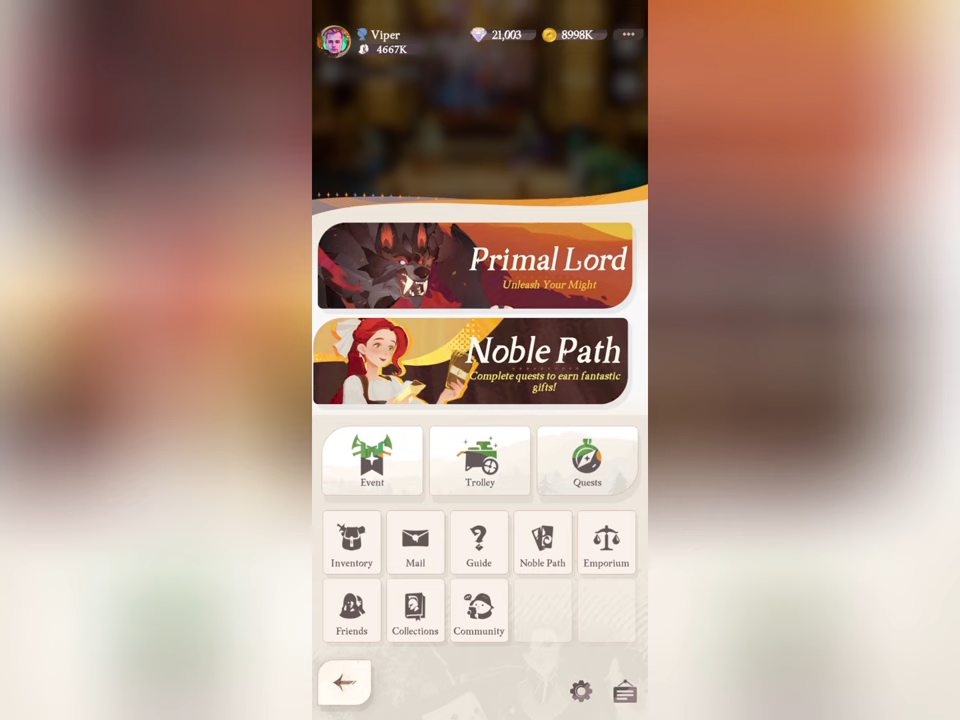 Viper
21,003
8998K
4667K
Primal Lord
Unleash Your Might
Noble Path
Complete quests to earn fantastic
gifts!
Event
Trolley
Quests
Inventory
Mail
Guide
Noble Path
Emporium
Friends
Collections
Community